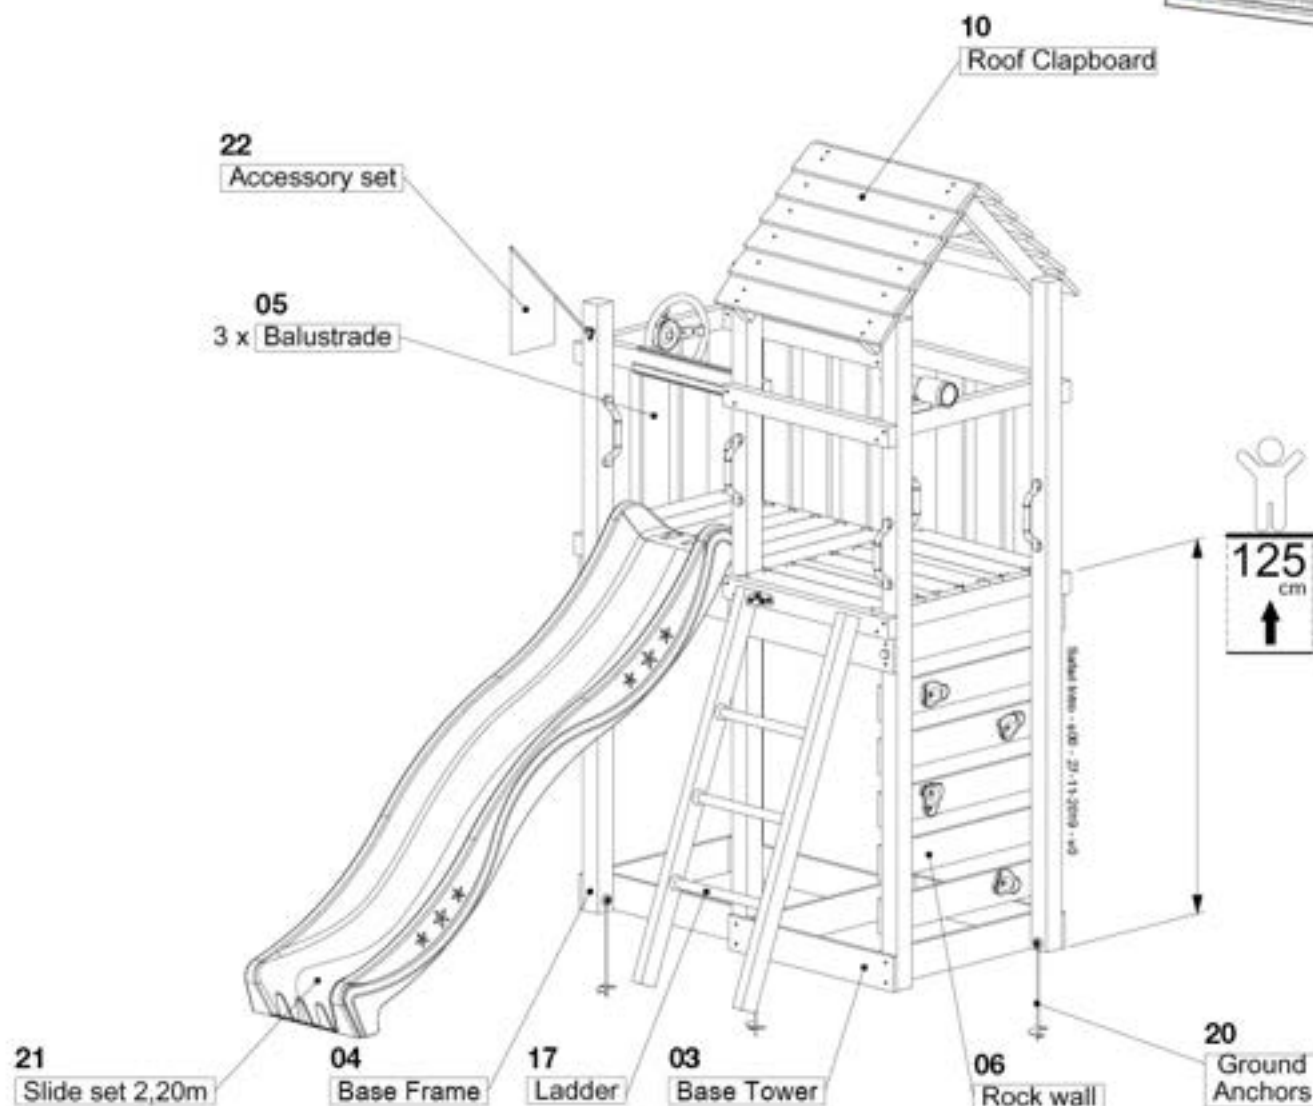 10
Roof Clapboard
22
Accessory set
05
3 x Balustrade
125
cm
21
Slide set 2,20m
04
Base Frame
17
Ladder
03
Base Tower
06
Rock wall
20
Ground
Anchors